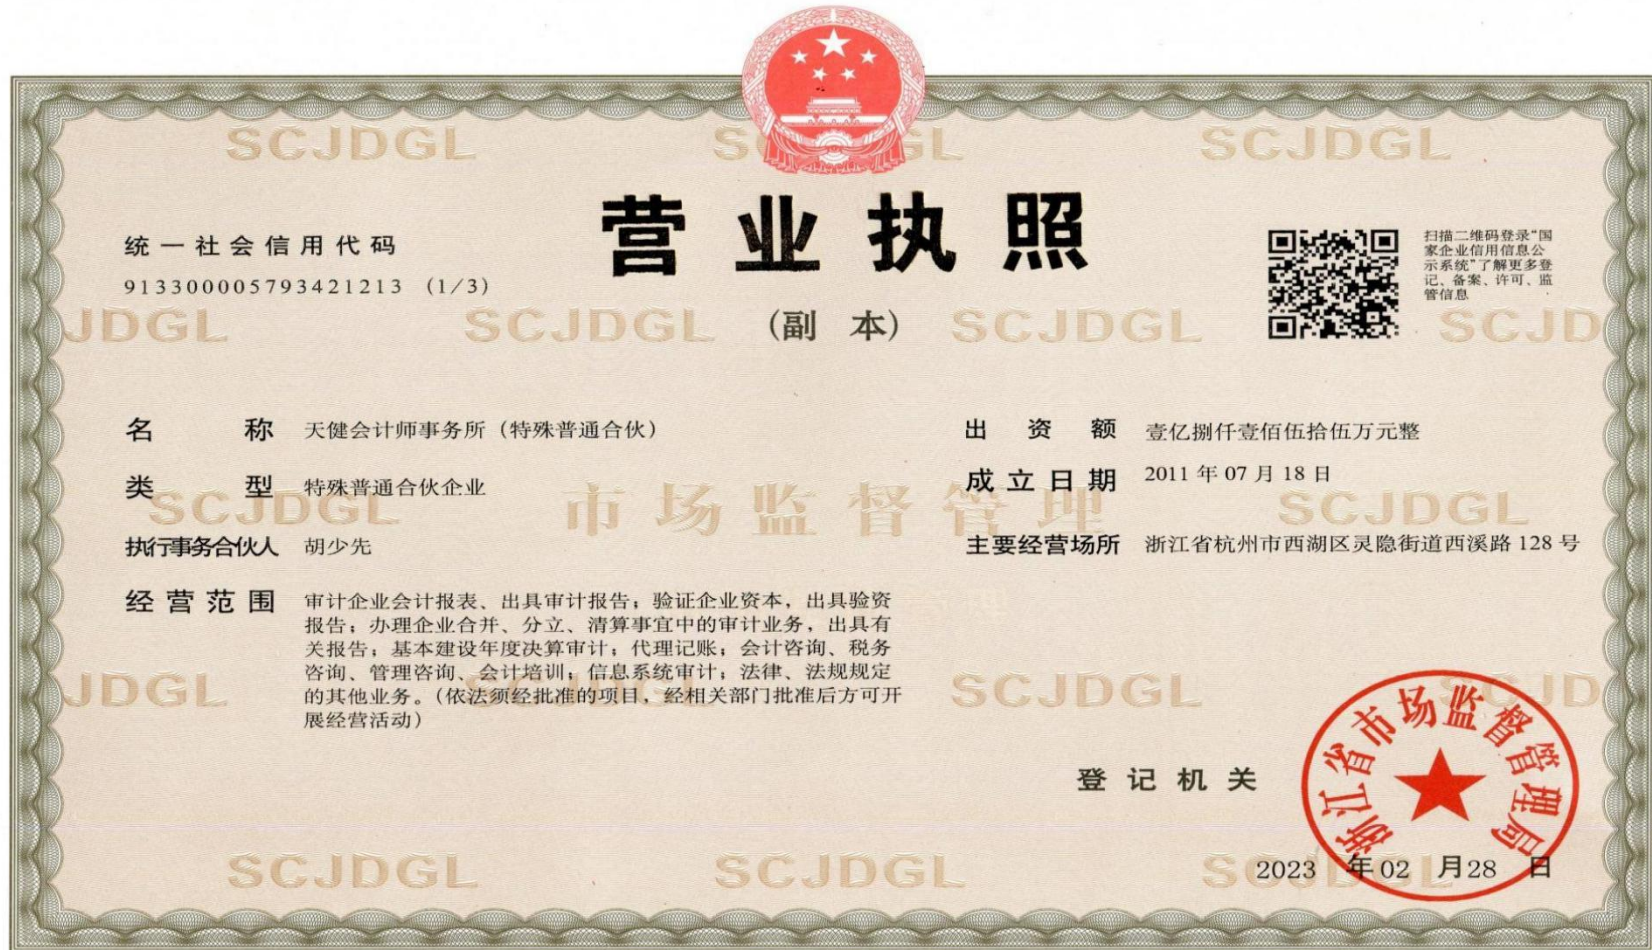 SCJDGL
SCJDGL
SCJDGL
营业执照
(副 本)
统一社会信用代码
913300005793421213 (1/3)
扫描二维码登录“国
家企业信用信息公
示系统”了解更多登
记、备案、许可、监
管信息
JDGL
SCJDGL
SCJDGL
SCJD
名 称 天健会计师事务所（特殊普通合伙）
类 型 特殊普通合伙企业
执行事务合伙人 胡少先
经营范围 审计企业会计报表、出具审计报告；验证企业资本，出具验资
报告；办理企业合并、分立、清算事宜中的审计业务，出具有
关报告；基本建设年度决算审计；代理记账；会计咨询、税务
咨询、管理咨询、会计培训；信息系统审计；法律、法规规定
的其他业务。（依法须经批准的项目，经相关部门批准后方可开
展经营活动）
出资额 壹亿捌仟壹佰伍拾伍万元整
成立日期 2011年07月18日
主要经营场所 浙江省杭州市西湖区灵隐街道西溪路128号
SCJDGL
市场监督管理
SCJDGL
JDGL
SCJDGL
SCJDGL
SCJD
登记机关
浙江省市场监督管理局
2023 年02 月28 日
SCJDGL
SCJDGL
SCJDGL